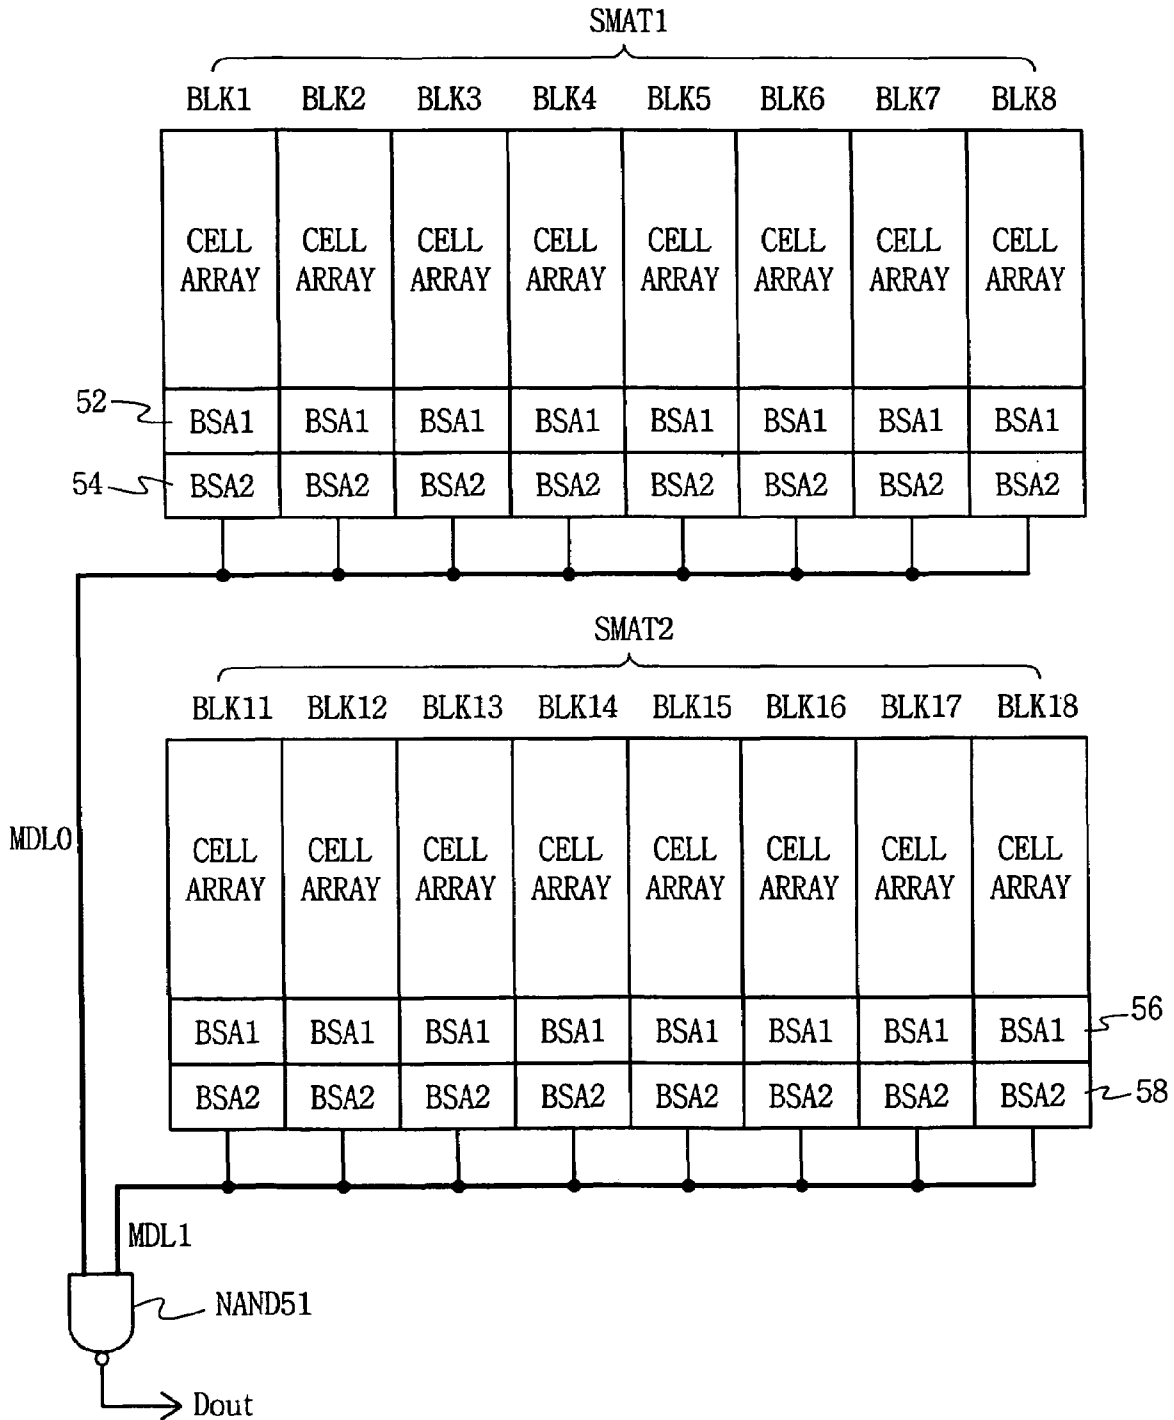 SMAT1
BLK1 BLK2 BLK3 BLK4 BLK5 BLK6 BLK7 BLK8
CELL CELL CELL CELL CELL CELL CELL CELL
ARRAY ARRAY ARRAY ARRAY ARRAY ARRAY ARRAY ARRAY
52 BSA1 BSA1 BSA1 BSA1 BSA1 BSA1 BSA1 BSA1
54 BSA2 BSA2 BSA2 BSA2 BSA2 BSA2 BSA2 BSA2
SMAT2
BLK11 BLK12 BLK13 BLK14 BLK15 BLK16 BLK17 BLK18
MDL0
CELL CELL CELL CELL CELL CELL CELL CELL
ARRAY ARRAY ARRAY ARRAY ARRAY ARRAY ARRAY ARRAY
BSA1 BSA1 BSA1 BSA1 BSA1 BSA1 BSA1 BSA1 56
BSA2 BSA2 BSA2 BSA2 BSA2 BSA2 BSA2 BSA2 58
MDL1
NAND51
Dout